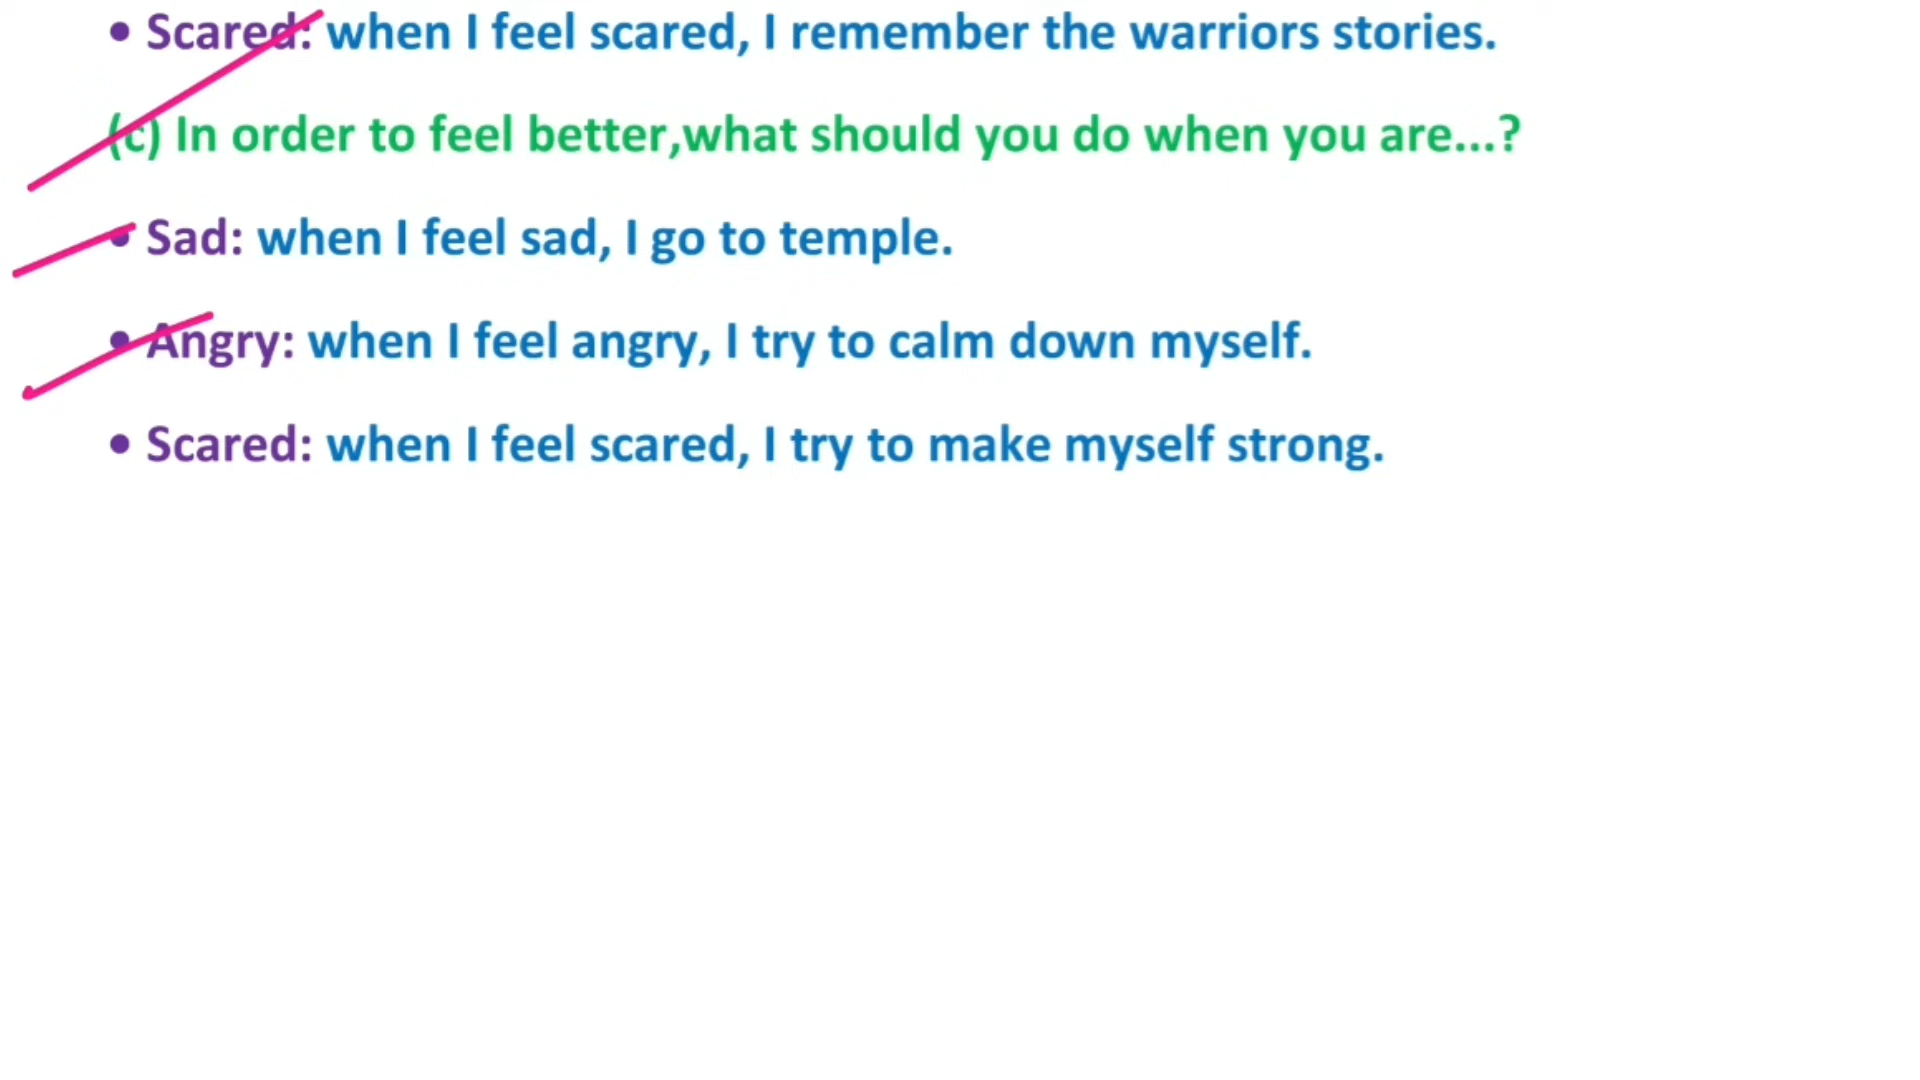 • Scared: when I feel scared, I remember the warriors stories.
(c) In order to feel better,what should you do when you are...?
• Sad: when I feel sad, I go to temple.
• Angry: when I feel angry, I try to calm down myself.
• Scared: when I feel scared, I try to make myself strong.